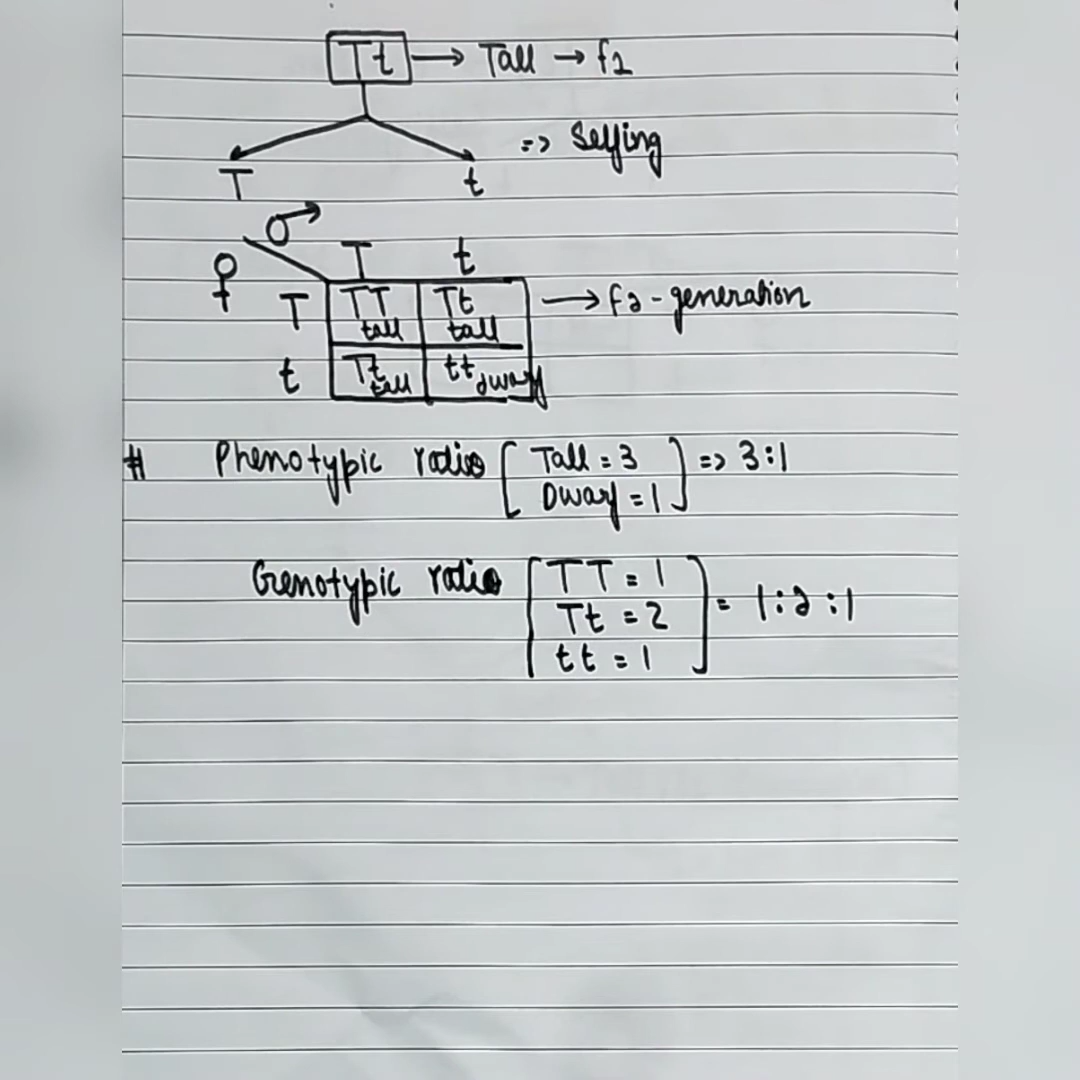 Tt → Tall → f1
=> Selfing
T t
♂
♀ T t
T TT tall Tt tall → f2 - generation
t Tt tall tt dwarf
# Phenotypic ratio [Tall = 3 Dwarf = 1] => 3:1
Genotypic ratio [TT = 1
Tt = 2
tt = 1] = 1:2:1